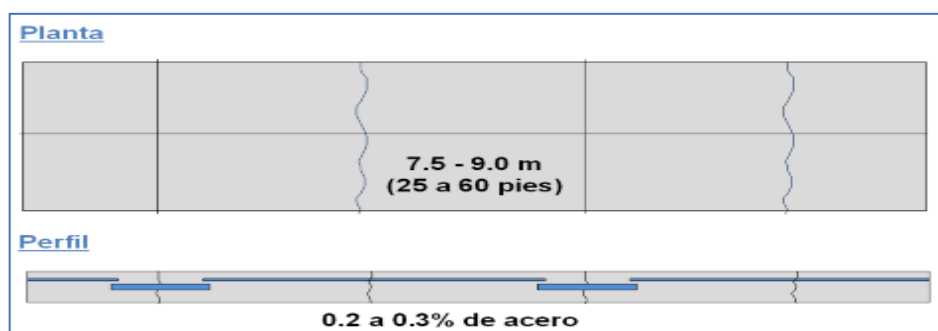 Planta
7.5 - 9.0 m
(25 a 60 pies)
Perfil
0.2 a 0.3% de acero